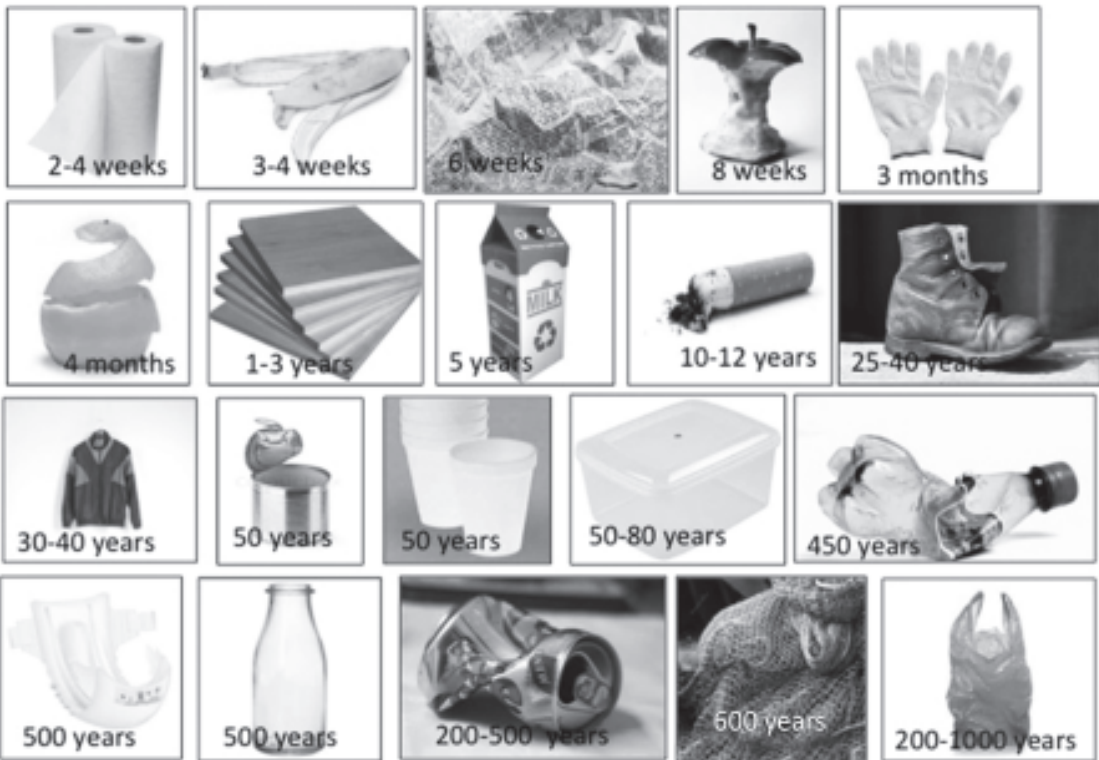 2-4 weeks
3-4 weeks
6 weeks
8 weeks
3 months
4 months
1-3 years
MILK
5 years
10-12 years
25-40 years
30-40 years
50 years
50 years
50-80 years
450 years
500 years
500 years
200-500 years
600 years
200-1000 years